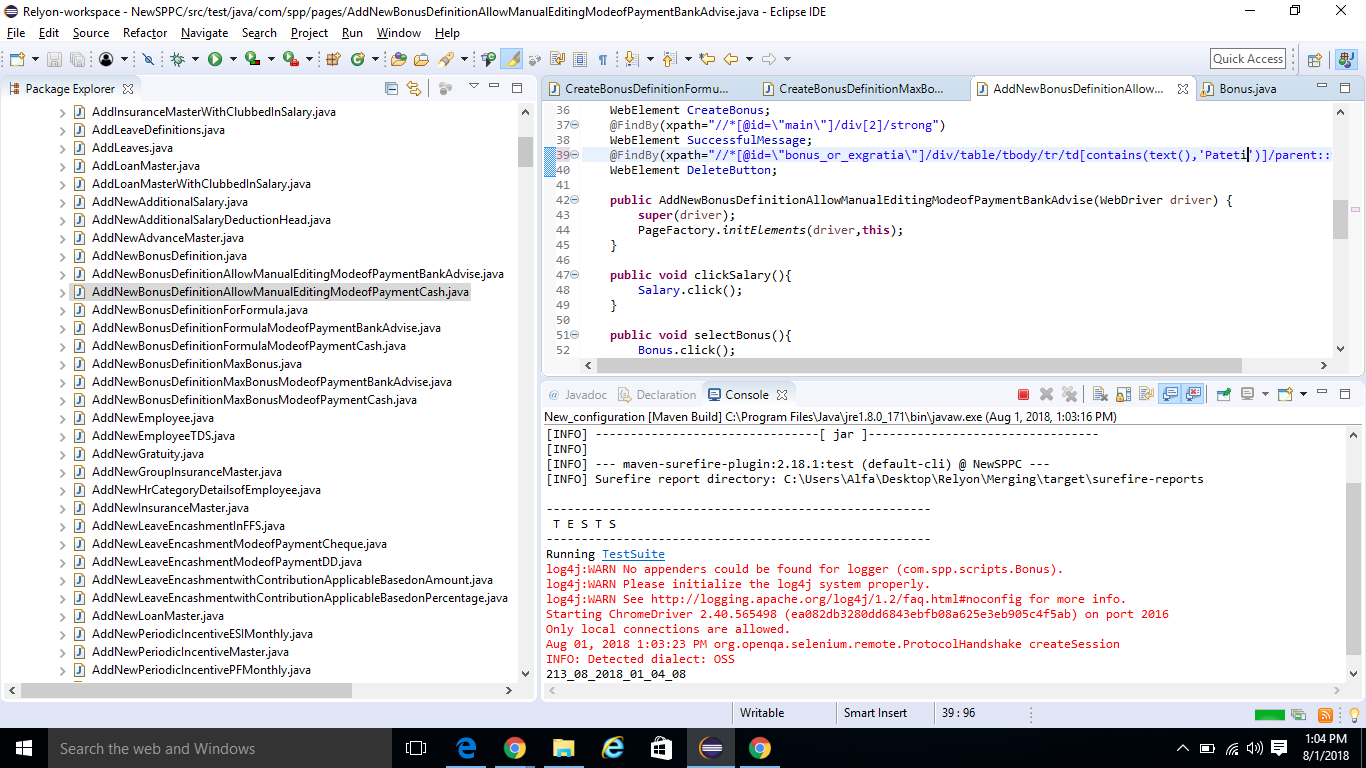 Relyon-workspace - NewSPPC/src/test/java/com/spp/pages/AddNewBonusDefinitionAllowManualEditingModeofPaymentBankAdvise.java - Eclipse IDE
File Edit Source Refactor Navigate Search Project Run Window Help
Quick Access
Package Explorer
AddInsuranceMasterWithClubbedInSalary.java
AddLeaveDefinitions.java
AddLeaves.java
AddLoanMaster.java
AddLoanMasterWithClubbedInSalary.java
AddNewAdditionalSalary.java
AddNewAdditionalSalaryDeductionHead.java
AddNewAdvanceMaster.java
AddNewBonusDefinition.java
AddNewBonusDefinitionAllowManualEditingModeofPaymentBankAdvise.java
AddNewBonusDefinitionAllowManualEditingModeofPaymentCash.java
AddNewBonusDefinitionForFormula.java
AddNewBonusDefinitionFormulaModeofPaymentBankAdvise.java
AddNewBonusDefinitionFormulaModeofPaymentCash.java
AddNewBonusDefinitionMaxBonus.java
AddNewBonusDefinitionMaxBonusModeofPaymentBankAdvise.java
AddNewBonusDefinitionMaxBonusModeofPaymentCash.java
AddNewEmployee.java
AddNewEmployeeTDS.java
AddNewGratuity.java
AddNewGroupInsuranceMaster.java
AddNewHrCategoryDetailsofEmployee.java
AddNewInsuranceMaster.java
AddNewLeaveEncashmentInFFS.java
AddNewLeaveEncashmentModeofPaymentCheque.java
AddNewLeaveEncashmentModeofPaymentDD.java
AddNewLeaveEncashmentwithContributionApplicableBasedonAmount.java
AddNewLeaveEncashmentwithContributionApplicableBasedonPercentage.java
AddNewLoanMaster.java
AddNewPeriodicIncentiveESIMonthly.java
AddNewPeriodicIncentiveMaster.java
AddNewPeriodicIncentivePFMonthly.java
CreateBonusDefinitionFormu... CreateBonusDefinitionMaxBo... AddNewBonusDefinitionAllow... Bonus.java
36 WebElement CreateBonus;
37 @FindBy(xpath="//*[@id=\"main\"]/div[2]/strong")
38 WebElement SuccessfulMessage;
39 @FindBy(xpath="//*[@id=\"bonus_or_exgratia\"]/div/table/tbody/tr/td[contains(text(),'Pateti')]/parent::
40 WebElement DeleteButton;
41
42 public AddNewBonusDefinitionAllowManualEditingModeofPaymentBankAdvise(WebDriver driver) {
43 super(driver);
44 PageFactory.initElements(driver,this);
45 }
46
47 public void clickSalary(){
48 Salary.click();
49 }
50
51 public void selectBonus(){
52 Bonus.click();
@ Javadoc Declaration Console
New_configuration [Maven Build] C:\Program Files\Java\jre1.8.0_171\bin\javaw.exe (Aug 1, 2018, 1:03:16 PM)
[INFO] --------------------------------[ jar ]---------------------------------
[INFO]
[INFO] --- maven-surefire-plugin:2.18.1:test (default-cli) @ NewSPPC ---
[INFO] Surefire report directory: C:\Users\Alfa\Desktop\Relyon\Merging\target\surefire-reports
-------------------------------------------------------
T E S T S
-------------------------------------------------------
Running TestSuite
log4j:WARN No appenders could be found for logger (com.spp.scripts.Bonus).
log4j:WARN Please initialize the log4j system properly.
log4j:WARN See http://logging.apache.org/log4j/1.2/faq.html#noconfig for more info.
Starting ChromeDriver 2.40.565498 (ea082db3280dd6843ebfb08a625e3eb905c4f5ab) on port 2016
Only local connections are allowed.
Aug 01, 2018 1:03:23 PM org.openqa.selenium.remote.ProtocolHandshake createSession
INFO: Detected dialect: OSS
213_08_2018_01_04_08
Writable Smart Insert 39 : 96
Search the web and Windows
1:04 PM
8/1/2018